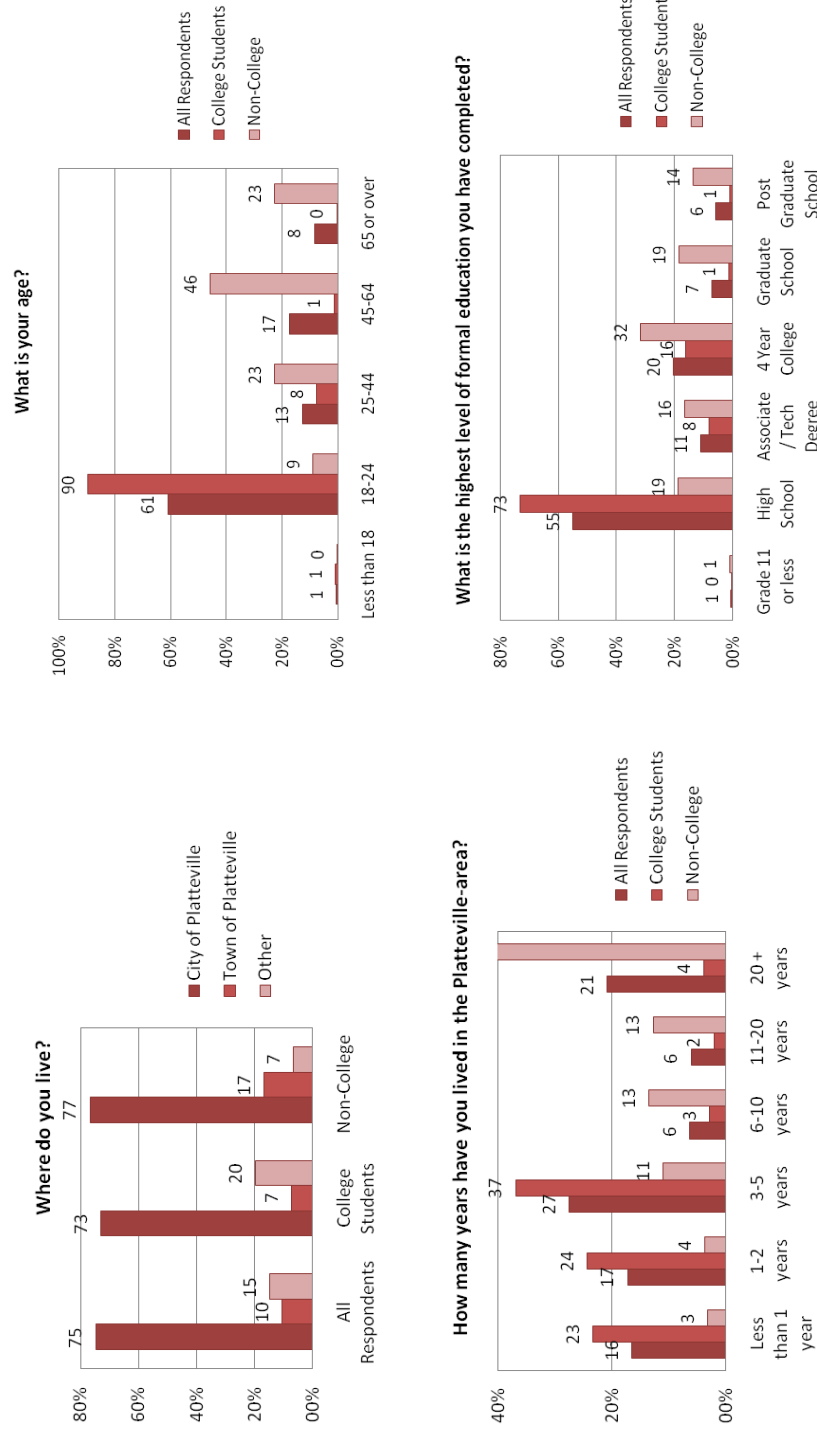 Where do you live?
80%
60%
40%
20%
00%
75
10
15
73
7
20
77
17
7
All
Respondents
College
Students
Non-College
City of Platteville
Town of Platteville
Other
What is your age?
100%
80%
60%
40%
20%
00%
1 1 0
61
90
9
13
8
23
17
1
46
8
0
23
Less than 18
18-24
25-44
45-64
65 or over
All Respondents
College Students
Non-College
How many years have you lived in the Platteville-area?
40%
20%
00%
16
23
3
17
24
4
27
37
11
6
3
13
6
2
13
21
4
Less
than 1
year
1-2
years
3-5
years
6-10
years
11-20
years
20 +
years
All Respondents
College Students
Non-College
What is the highest level of formal education you have completed?
80%
60%
40%
20%
00%
1 0 1
55
73
19
11
8
16
20
16
32
7
1
19
6
1
14
Grade 11
or less
High
School
Associate
/ Tech
Degree
4 Year
College
Graduate
School
Post
Graduate
School
All Respondents
College Student
Non-College